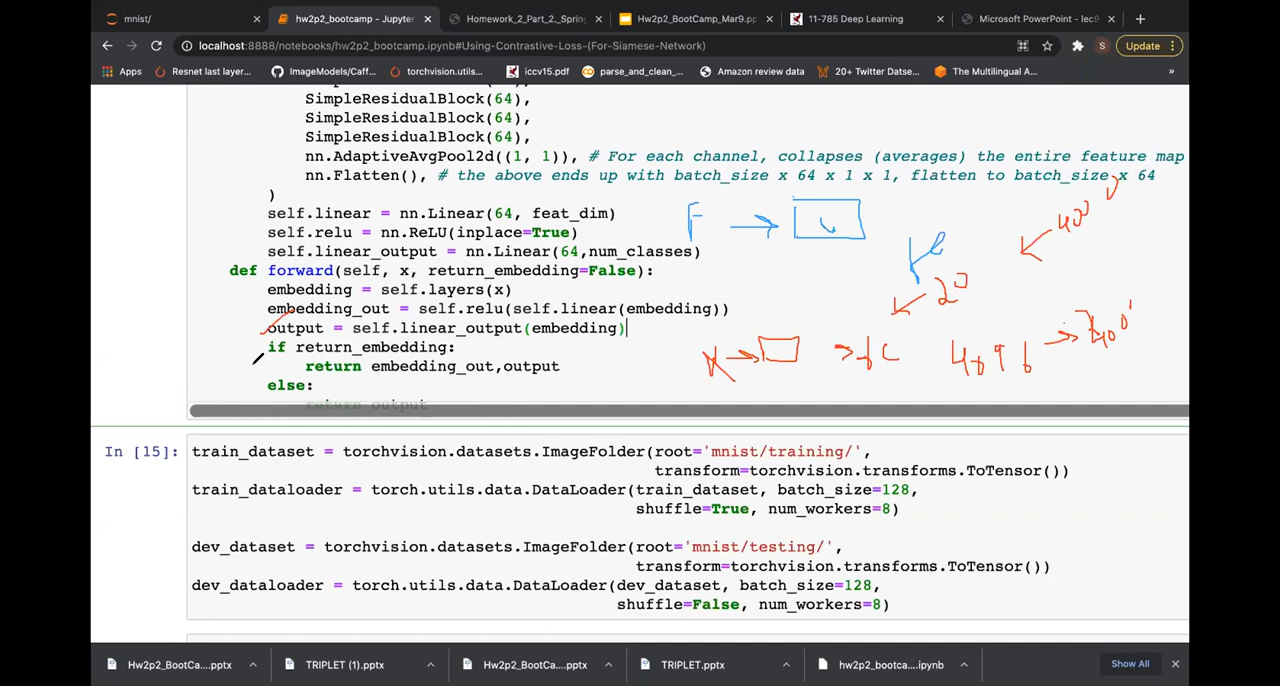 mnist/
hw2p2_bootcamp - Jupyter
Homework_2_Part_2._Spring
Hw2p2_BootCamp_Mar9.p
11-785 Deep Learning
Microsoft PowerPoint - lec9
localhost:8888/notebooks/hw2p2_bootcamp.ipynb#Using-Contrastive-Loss-(For-Siamese-Network)
S
Update
Apps
Resnet last layer...
ImageModels/Caff...
torchvision.utils...
iccv15.pdf
parse_and_clean_...
Amazon review data
20+ Twitter Datse...
The Multilingual A...
»
SimpleResidualBlock(64),
SimpleResidualBlock(64),
SimpleResidualBlock(64),
nn.AdaptiveAvgPool2d((1, 1)), # For each channel, collapses (averages) the entire feature map
nn.Flatten(), # the above ends up with batch_size x 64 x 1 x 1, flatten to batch_size x 64
)
self.linear = nn.Linear(64, feat_dim)
self.relu = nn.ReLU(inplace=True)
self.linear_output = nn.Linear(64,num_classes)
def forward(self, x, return_embedding=False):
embedding = self.layers(x)
embedding_out = self.relu(self.linear(embedding))
output = self.linear_output(embedding)
if return_embedding:
return embedding_out,output
else:
return output
F
4000
20
4096
In [15]:
train_dataset = torchvision.datasets.ImageFolder(root='mnist/training/',
transform=torchvision.transforms.ToTensor())
train_dataloader = torch.utils.data.DataLoader(train_dataset, batch_size=128,
shuffle=True, num_workers=8)
dev_dataset = torchvision.datasets.ImageFolder(root='mnist/testing/',
transform=torchvision.transforms.ToTensor())
dev_dataloader = torch.utils.data.DataLoader(dev_dataset, batch_size=128,
shuffle=False, num_workers=8)
Hw2p2_BootCa....pptx
TRIPLET (1).pptx
Hw2p2_BootCa....pptx
TRIPLET.pptx
hw2p2_bootca....ipynb
Show All